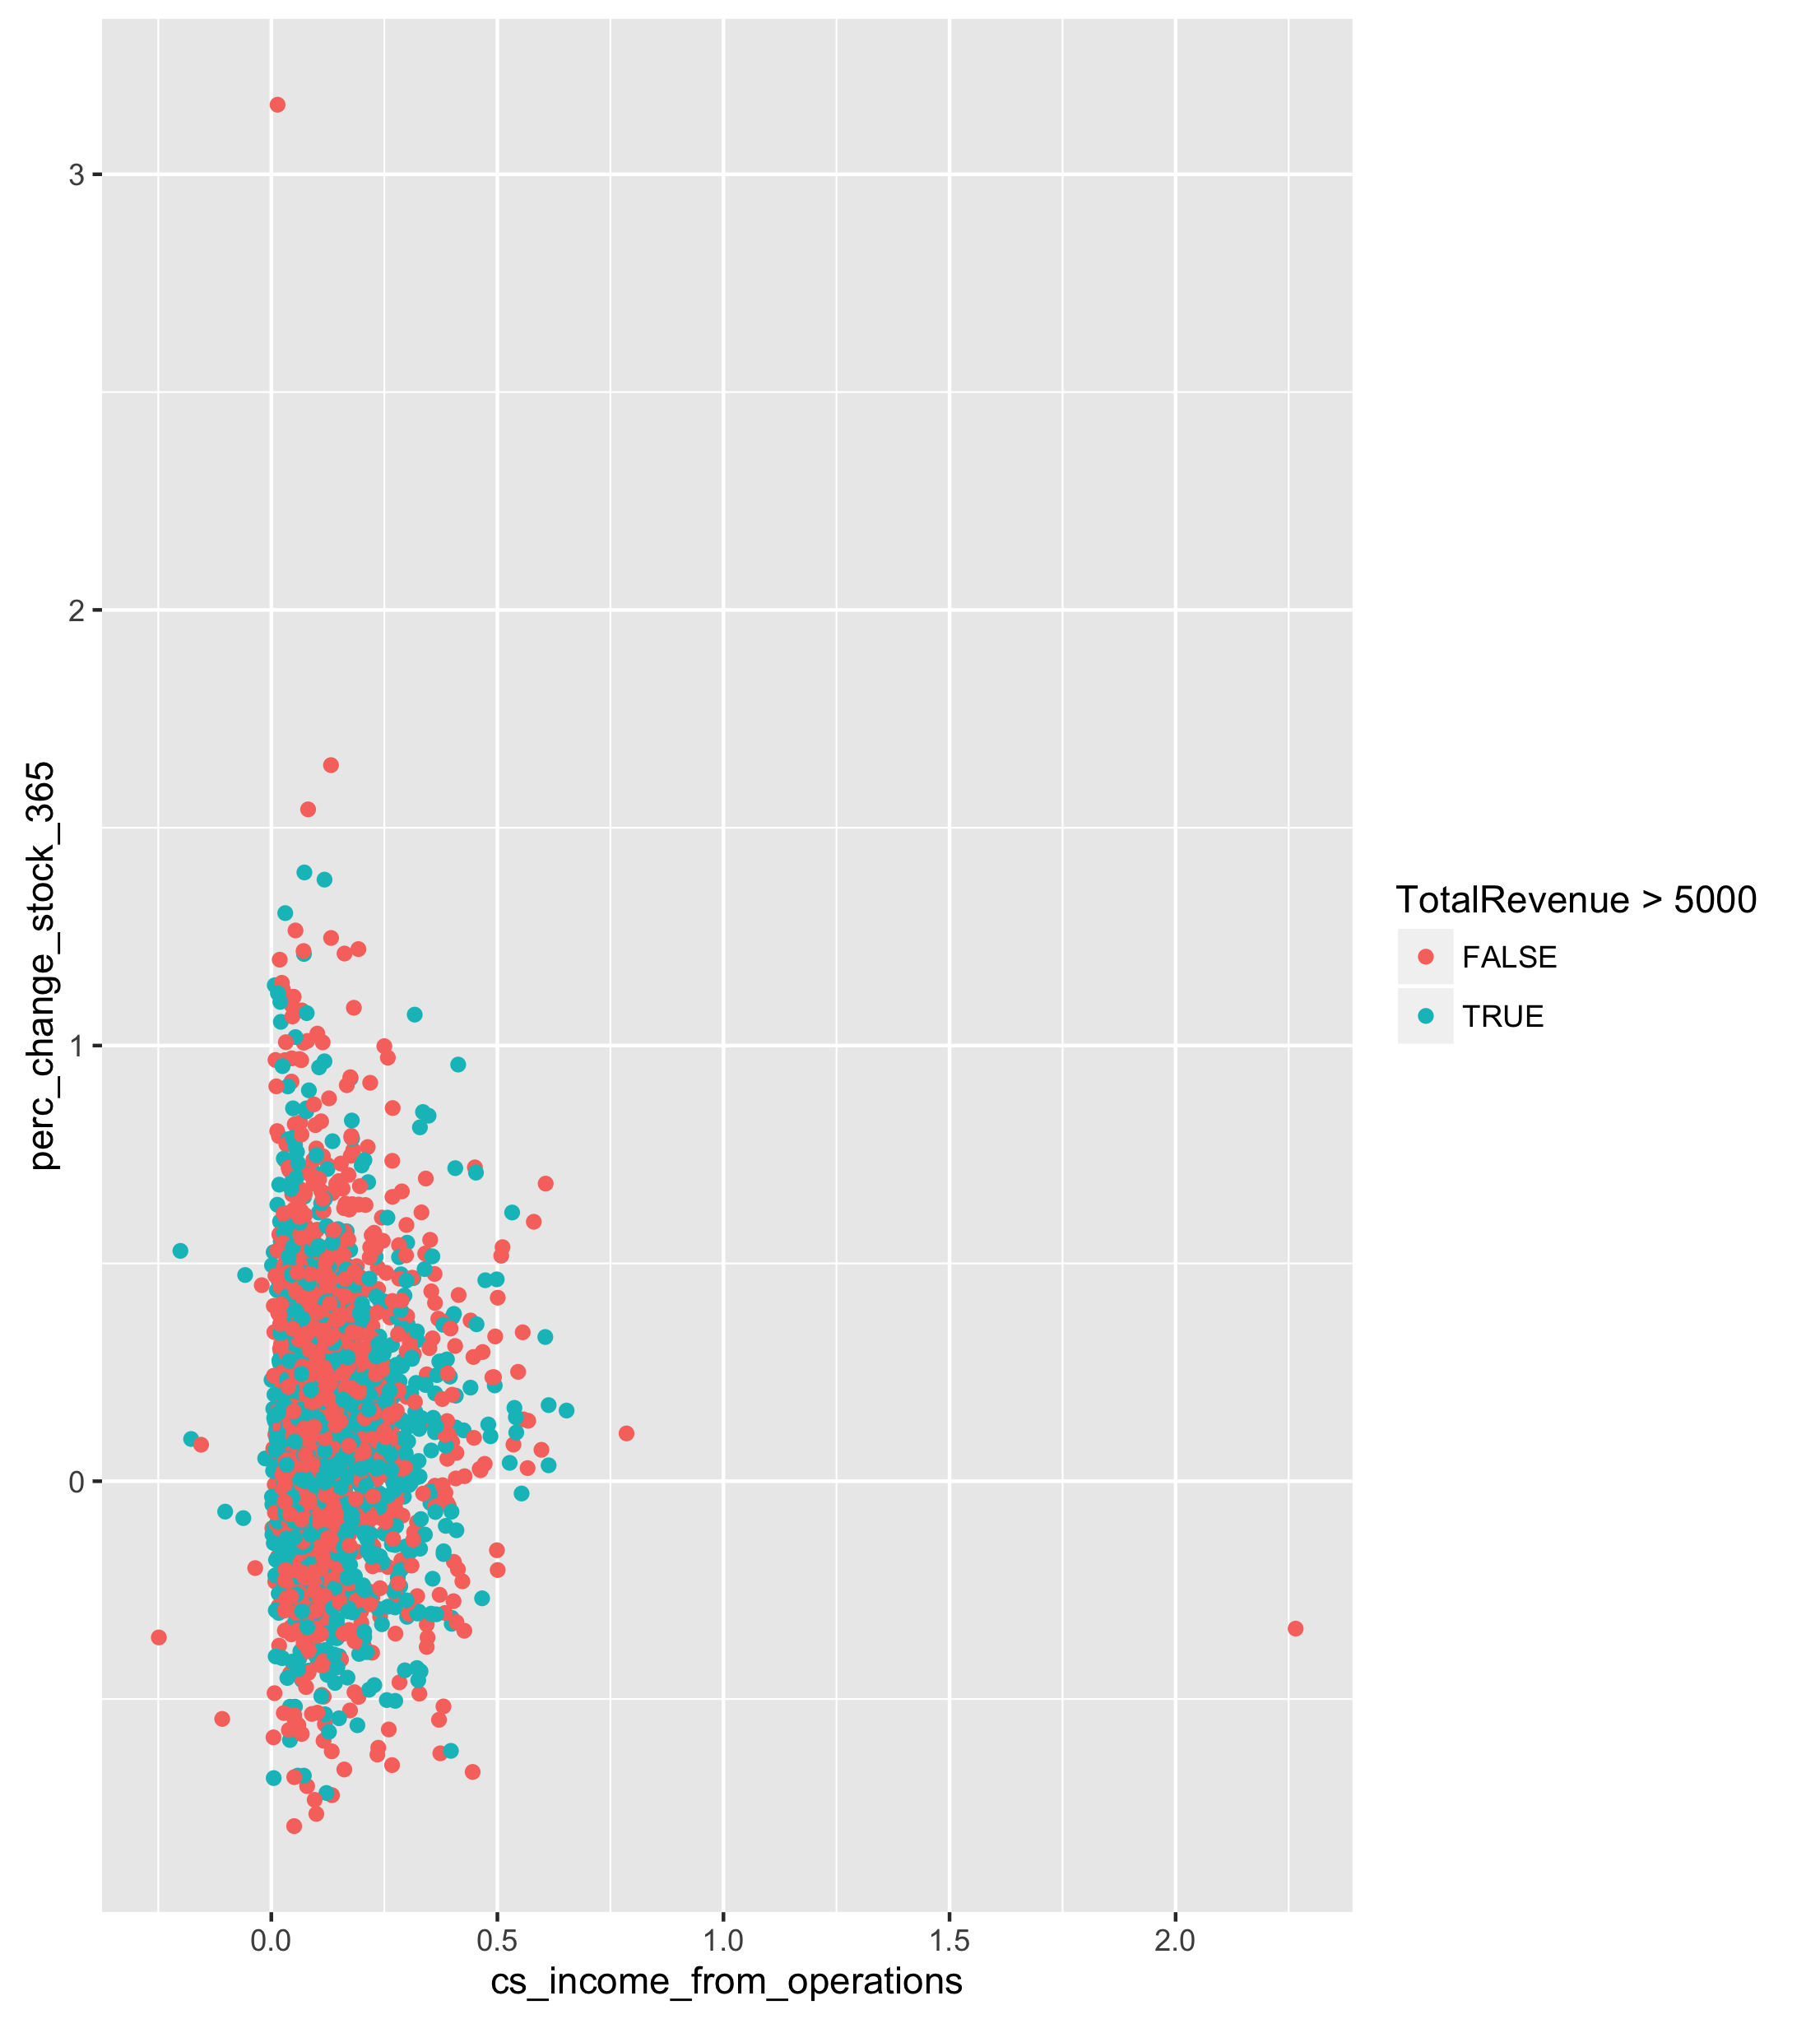 3
2
1
0
perc_change_stock_365
0.0 0.5 1.0 1.5 2.0
cs_income_from_operations
TotalRevenue > 5000
FALSE
TRUE